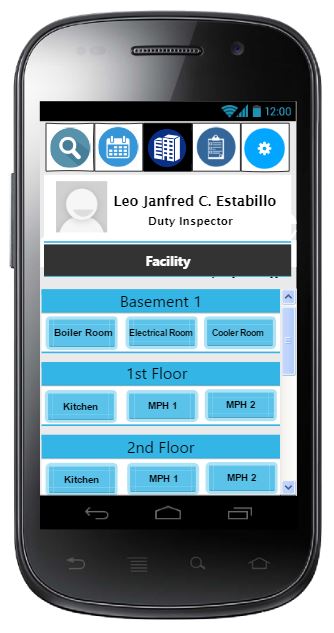 12:00
Leo Janfred C. Estabillo
Duty Inspector
Facility
Basement 1
Boiler Room Electrical Room Cooler Room
1st Floor
Kitchen MPH 1 MPH 2
2nd Floor
Kitchen MPH 1 MPH 2